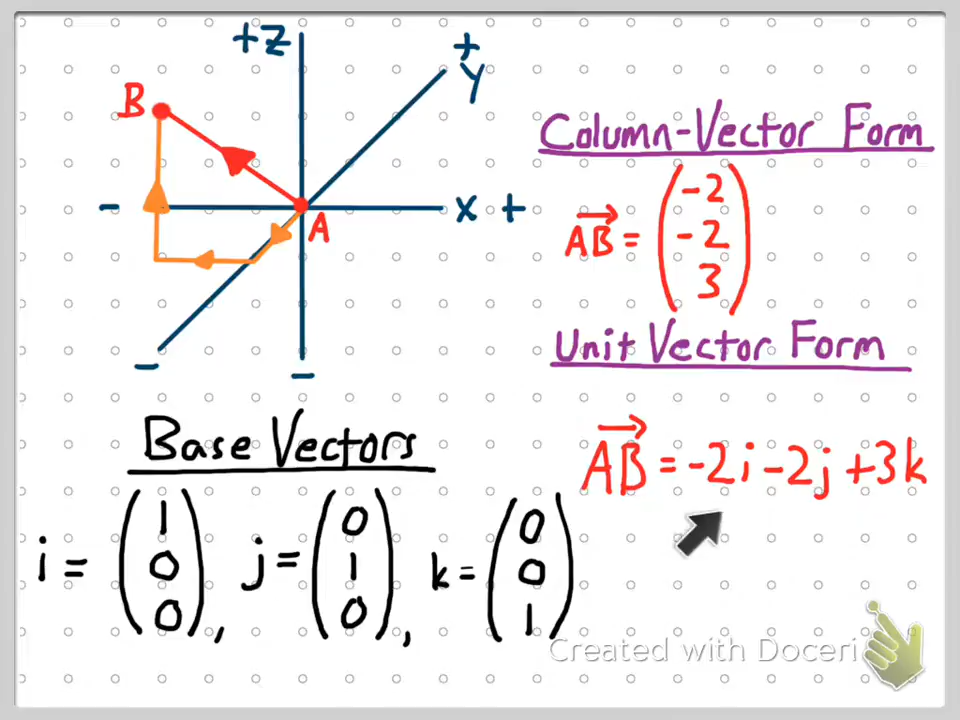 +Z
+
Y
B
-
X +
A
-
-
Column-Vector Form
AB = (-2
-2
3)
Unit Vector Form
AB = -2i - 2j + 3k
Base Vectors
i = (1
0
0), j = (0
1
0), k = (0
0
1)
Created with Doceri